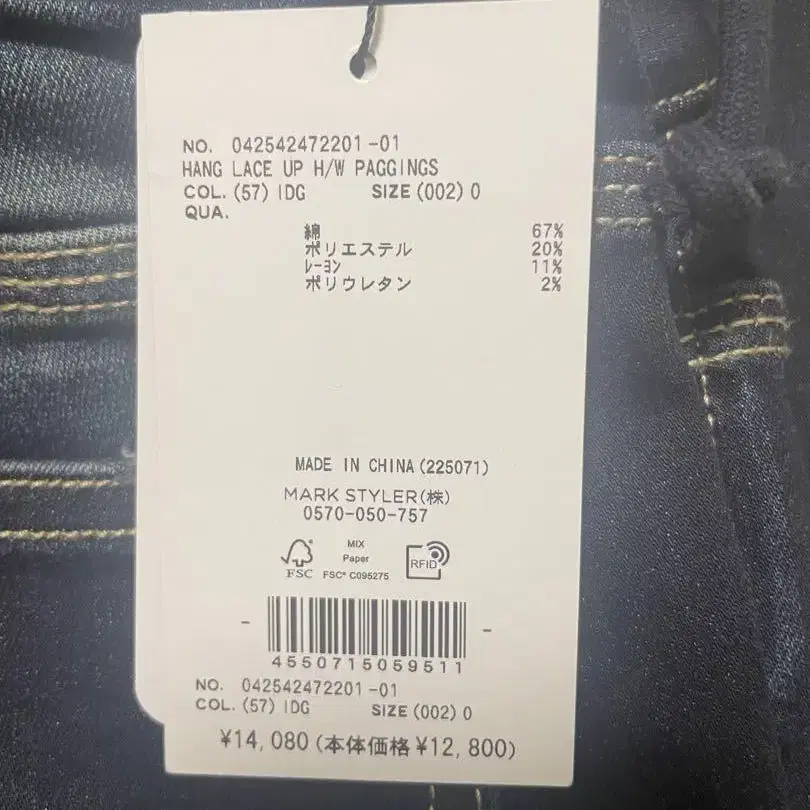 NO. 042542472201-01
HANG LACE UP H/W PAGGINGS
COL. (57) IDG SIZE (002) 0
QUA.
綿 67%
ポリエステル 20%
ﾚｰﾖﾝ 11%
ポリウレタン 2%
MADE IN CHINA (225071)
MARK STYLER(株)
0570-050-757
FSC
MIX
Paper
FSC® C095275
RFID
4550715059511
NO. 042542472201-01
COL. (57) IDG SIZE (002) 0
¥14,080 (本体価格 ¥12,800)